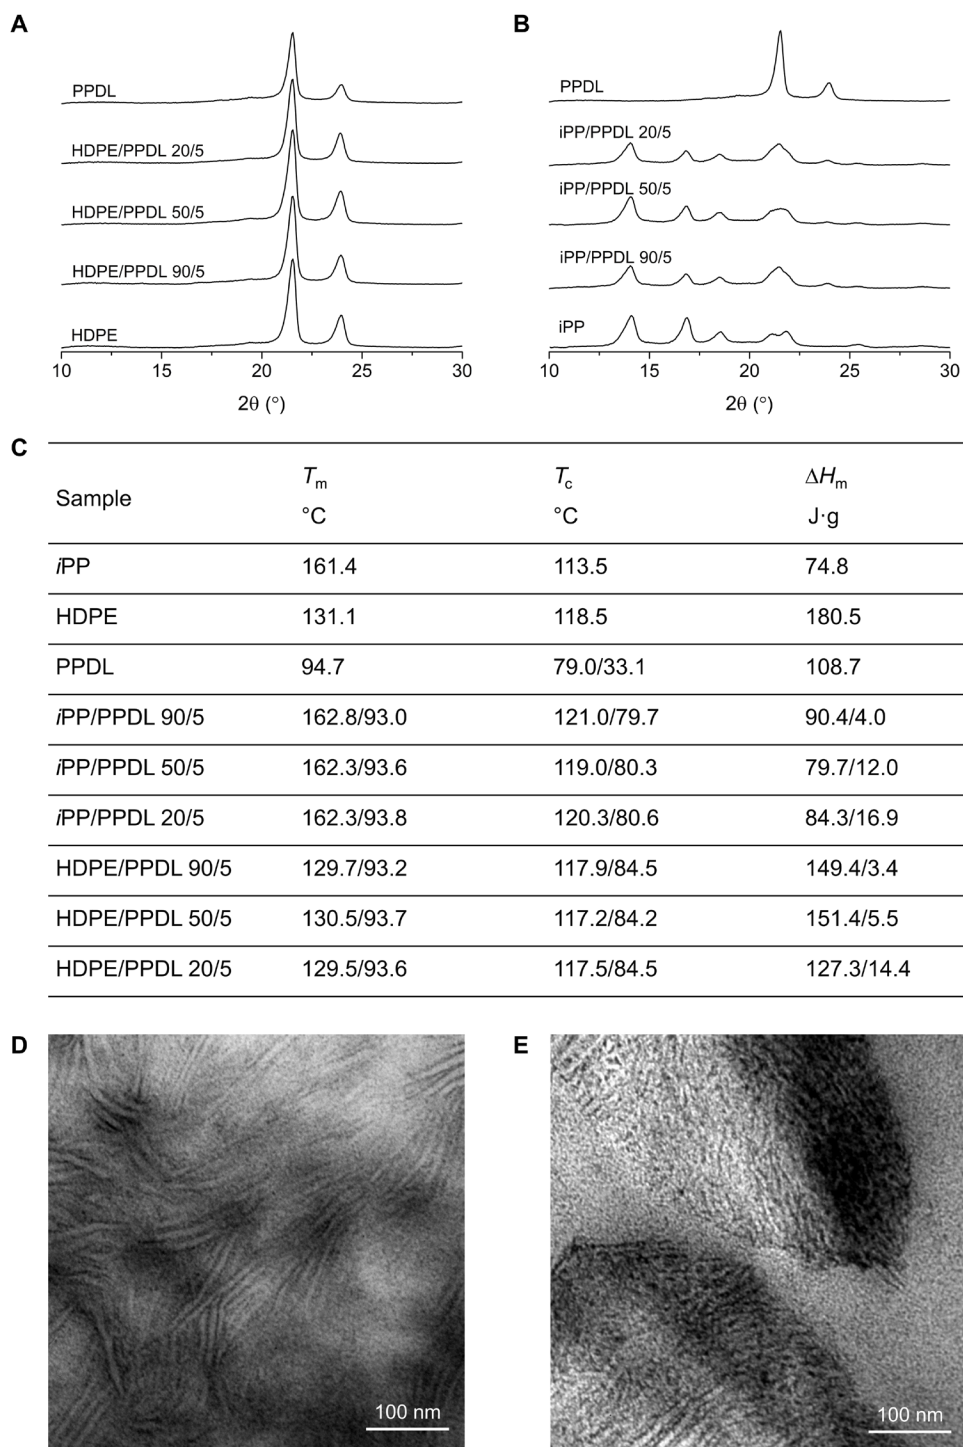 A
PPDL
HDPE/PPDL 20/5
HDPE/PPDL 50/5
HDPE/PPDL 90/5
HDPE
10 15 20 25 30
2θ (°)
B
PPDL
iPP/PPDL 20/5
iPP/PPDL 50/5
iPP/PPDL 90/5
iPP
10 15 20 25 30
2θ (°)
C
Sample Tm °C Tc °C ΔHm J·g
iPP 161.4 113.5 74.8
HDPE 131.1 118.5 180.5
PPDL 94.7 79.0/33.1 108.7
iPP/PPDL 90/5 162.8/93.0 121.0/79.7 90.4/4.0
iPP/PPDL 50/5 162.3/93.6 119.0/80.3 79.7/12.0
iPP/PPDL 20/5 162.3/93.8 120.3/80.6 84.3/16.9
HDPE/PPDL 90/5 129.7/93.2 117.9/84.5 149.4/3.4
HDPE/PPDL 50/5 130.5/93.7 117.2/84.2 151.4/5.5
HDPE/PPDL 20/5 129.5/93.6 117.5/84.5 127.3/14.4
D
100 nm
E
100 nm